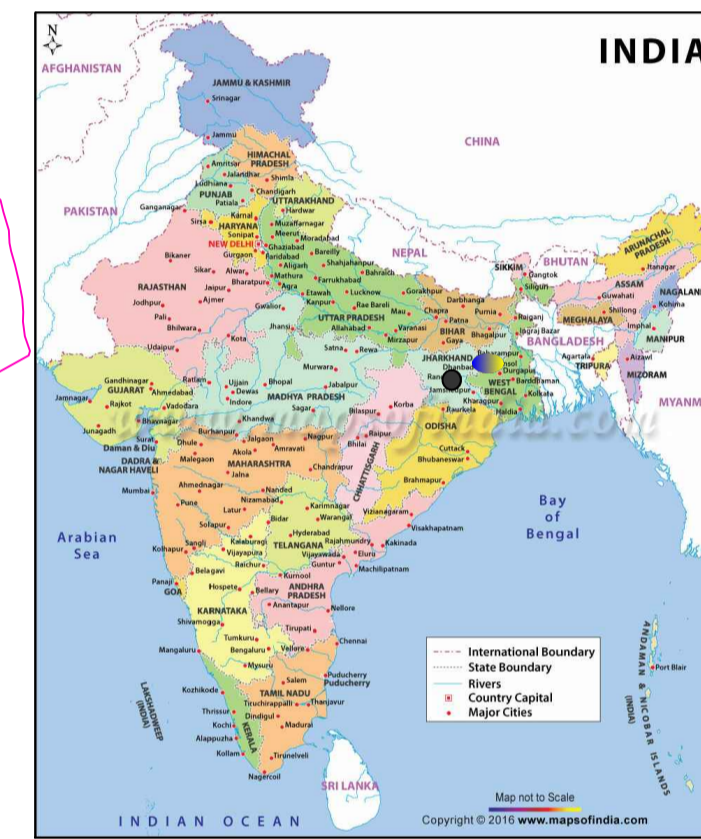 N
INDIA
AFGHANISTAN
JAMMU & KASHMIR
Srinagar
Jammu
CHINA
HIMACHAL
PRADESH
Amritsar
Jalandhar
Shimla
Ludhiana
PUNJAB
Chandigarh
Patiala
UTTARAKHAND
PAKISTAN
Ganganagar
Hardwar
Karnal
Sirsa
HARYANA
Muzaffarnagar
Sonipat
Meerut
NEW DELHI
Moradabad
Ghaziabad
Gurgaon
Faridabad
Bareilly
NEPAL
ARUNACHAL
PRADESH
Bikaner
Aligarh
Shahjahanpur
SIKKIM
BHUTAN
Itanagar
Sikar
Alwar
Mathura
Bahraich
Gangtok
RAJASTHAN
Bharatpur
Agra
Farrukhabad
Siliguri
ASSAM
Jaipur
Etawah
Lucknow
Gorakhpur
Guwahati
NAGALAND
Jodhpur
Ajmer
Gwalior
Kanpur
Rae Bareli
Darbhanga
Kohima
Pali
UTTAR PRADESH
Mau
Chapra
Purnia
Raiganj
Shillong
MEGHALAYA
Bhilwara
Jhansi
Allahabad
Varanasi
Patna
BIHAR
Bhagalpur
Imphal
Kota
Mirzapur
Gaya
BANGLADESH
MANIPUR
Udaipur
Satna
Rewa
JHARKHAND
Baharampur
Agartala
Aizawl
Murwara
Dhanbad
Durgapur
TRIPURA
MIZORAM
Gandhinagar
Ratlam
Ujjain
Bhopal
Jabalpur
WEST
BENGAL
Barddhaman
GUJARAT
Ahmedabad
Dewas
Jamshedpur
Kolkata
Jamnagar
Rajkot
Vadodara
Indore
MADHYA PRADESH
Korba
Kharagpur
MYANMAR
Bhavnagar
Khandwa
Sagar
Bilaspur
Raurkela
Haldia
www.mapsofindia.com
Junagadh
Surat
Burhanpur
Nagpur
Raipur
ODISHA
Daman & Diu
Dhule
Jalgaon
Bhilai
DADRA &
NAGAR HAVELI
Malegaon
Akola
Amravati
Cuttack
MAHARASHTRA
Chandrapur
CHHATTISGARH
Bhubaneswar
Jalna
Mumbai
Ahmednagar
Nanded
Brahmapur
Pune
Nizamabad
Karimnagar
Latur
Vizianagaram
Bay
of
Bengal
Bidar
Warangal
Visakhapatnam
Arabian
Sea
Solapur
Hyderabad
Kalaburagi
TELANGANA
Rajahmundry
Kakinada
Kolhapur
Sangli
Vijayapura
Vijayawada
Eluru
Raichur
Guntur
Machilipatnam
Belagavi
Kurnool
Panaji
GOA
Hospete
Bellary
ANDHRA
PRADESH
KARNATAKA
Anantapur
Nellore
Shivamogga
Tirupati
Tumkuru
Chennai
Mangaluru
Bengaluru
Vellore
Mysuru
Puducherry
Puducherry
Kozhikode
Salem
TAMIL NADU
Tiruchirappalli
Thanjavur
Thrissur
Dindigul
Kochi
Madurai
Alappuzha
KERALA
Kollam
Tirunelveli
Nagercoil
LAKSHADWEEP
(INDIA)
SRI LANKA
ANDAMAN & NICOBAR ISLANDS
(INDIA)
Port Blair
International Boundary
State Boundary
Rivers
Country Capital
Major Cities
Map not to Scale
INDIAN OCEAN
Copyright © 2016 www.mapsofindia.com